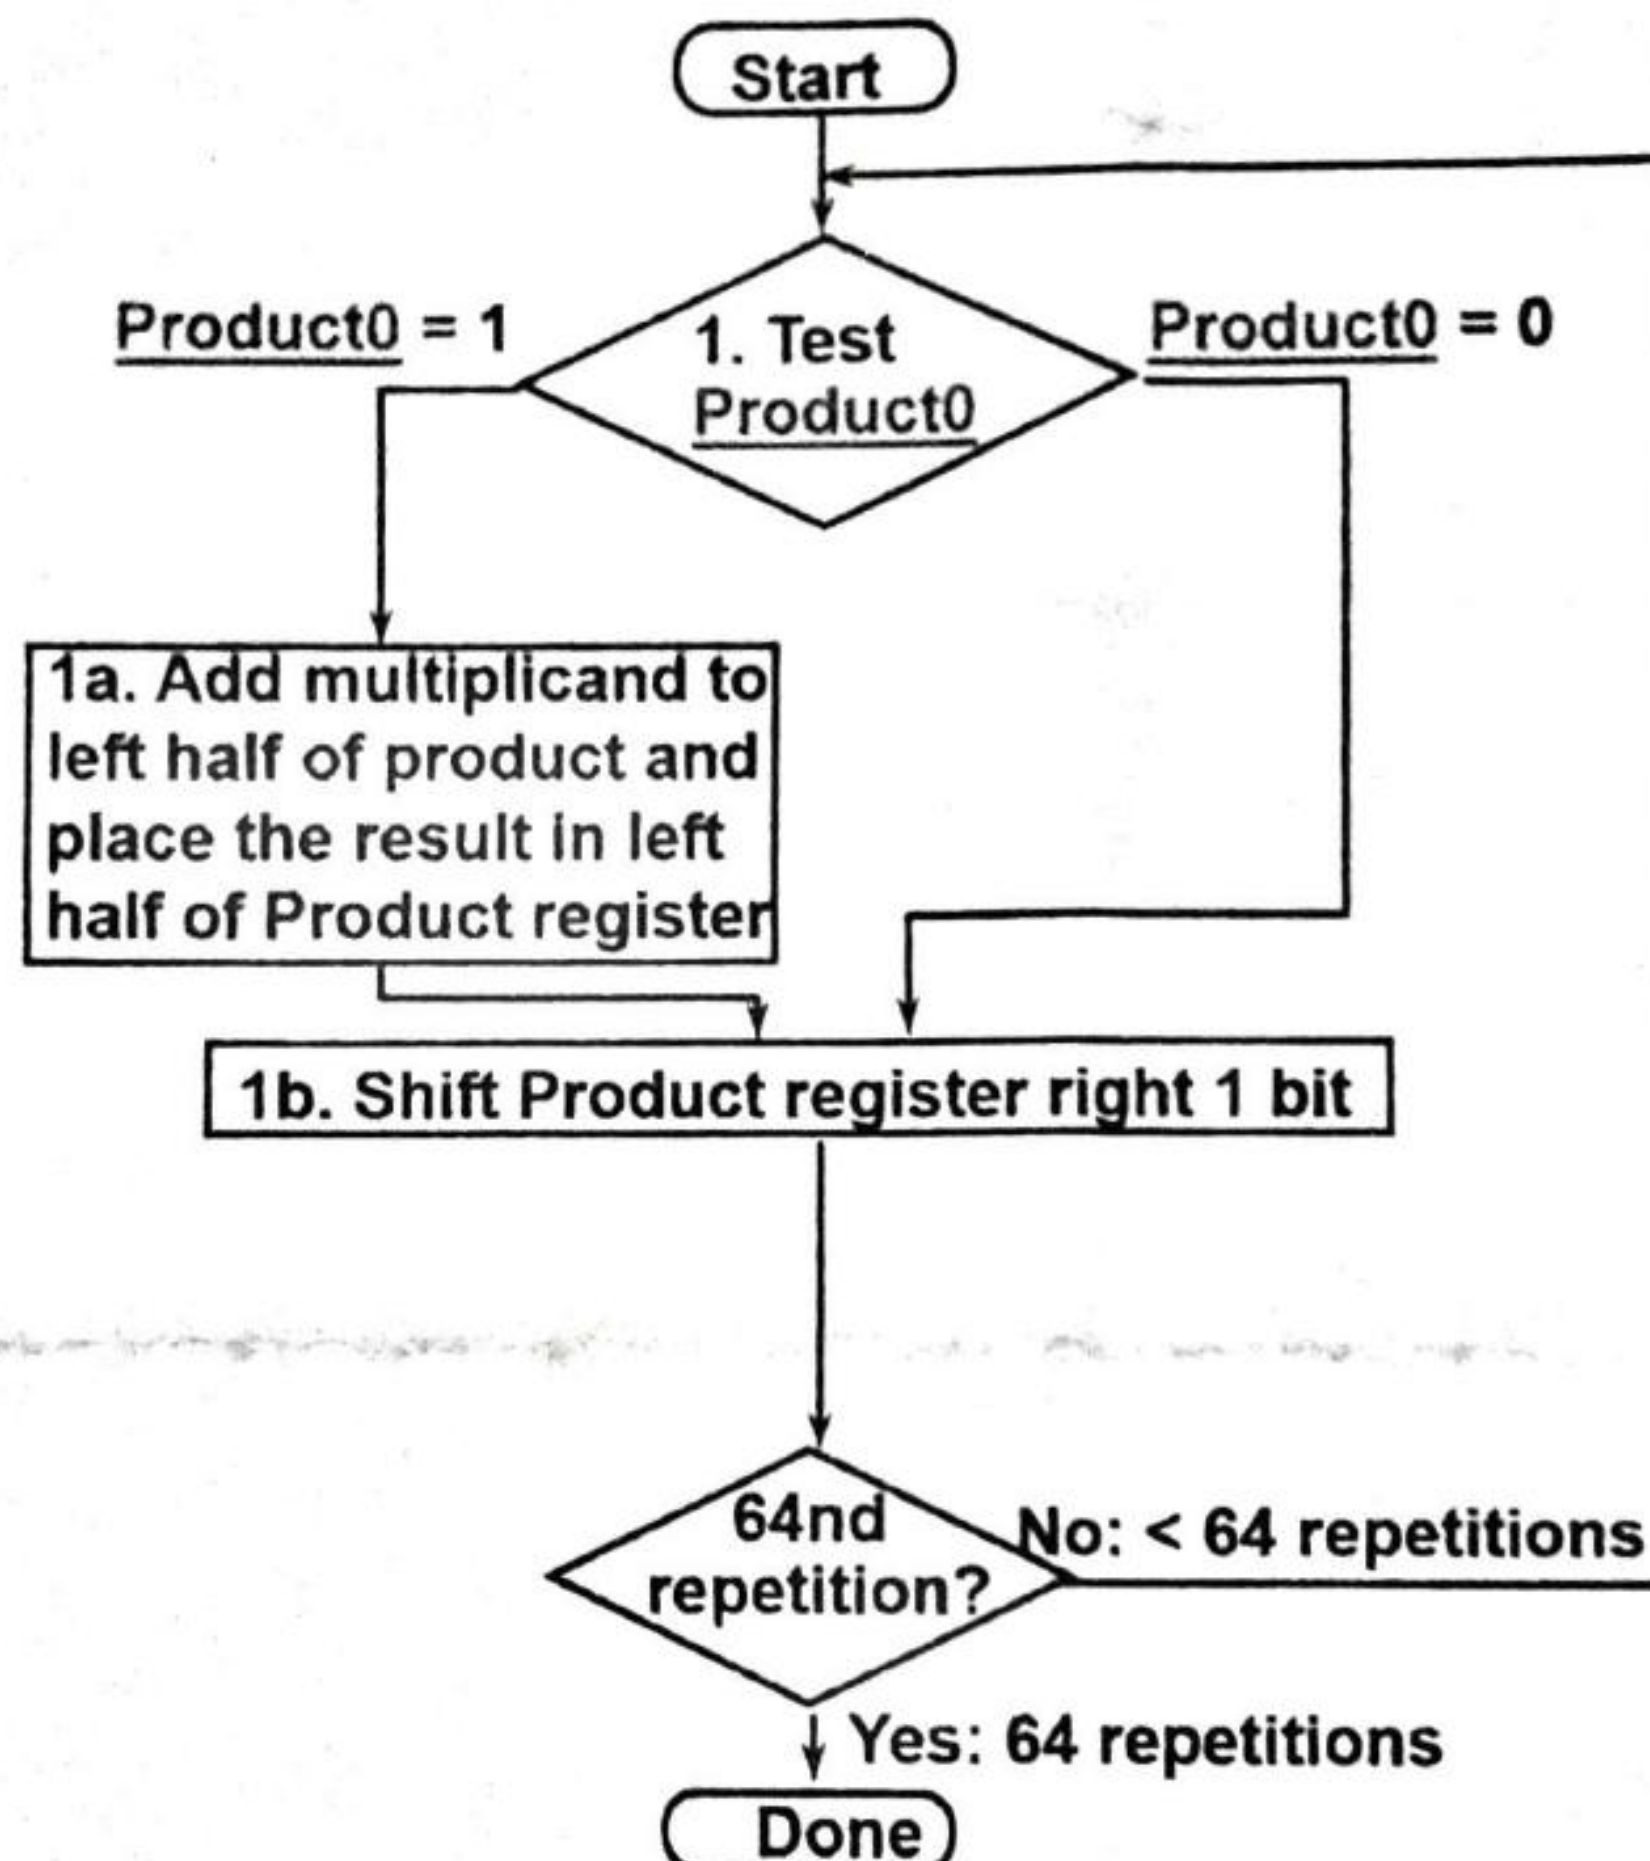 Start
Product0 = 1
1. Test
Product0
Product0 = 0
1a. Add multiplicand to
left half of product and
place the result in left
half of Product register
1b. Shift Product register right 1 bit
64nd
repetition?
No: < 64 repetitions
Yes: 64 repetitions
Done